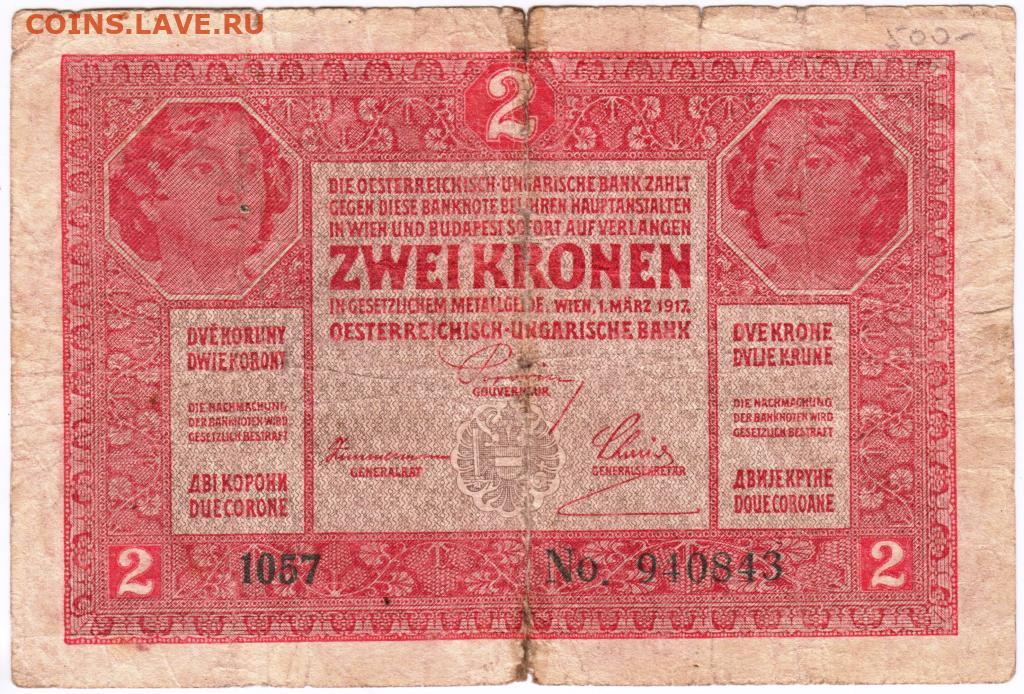 COINS.LAVE.RU
2
DIE OESTERREICHISCH-UNGARISCHE BANK ZAHLT
GEGEN DIESE BANKNOTE BEI IHREN HAUPTANSTALTEN
IN WIEN UND BUDAPEST SOFORT AUF VERLANGEN
ZWEI KRONEN
IN GESETZLICHEM METALLGELDE. WIEN, 1. MÄRZ 1917.
OESTERREICHISCH-UNGARISCHE BANK
DVĚ KORUNY
DWIE KORONY
DIE NACHMACHUNG
DER BANKNOTEN WIRD
GESETZLICH BESTRAFT
ДВІ КОРОНИ
DUE CORONE
GOUVERNEUR
GENERALRAT
GENERALSEKRETÄR
DVE KRONE
DVIJE KRUNE
DIE NACHMACHUNG
DER BANKNOTEN WIRD
GESETZLICH BESTRAFT
ДВИЈЕ КРУНЕ
DOUE COROANE
2
1057
No. 940843
2